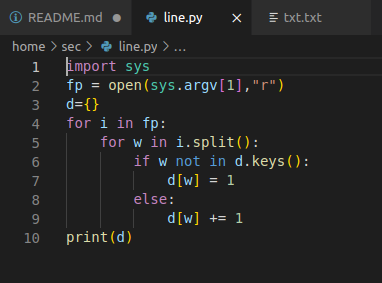 README.md line.py × txt.txt
home > sec > line.py > ...
1 import sys
2 fp = open(sys.argv[1],"r")
3 d={}
4 for i in fp:
5     for w in i.split():
6         if w not in d.keys():
7             d[w] = 1
8         else:
9             d[w] += 1
10 print(d)